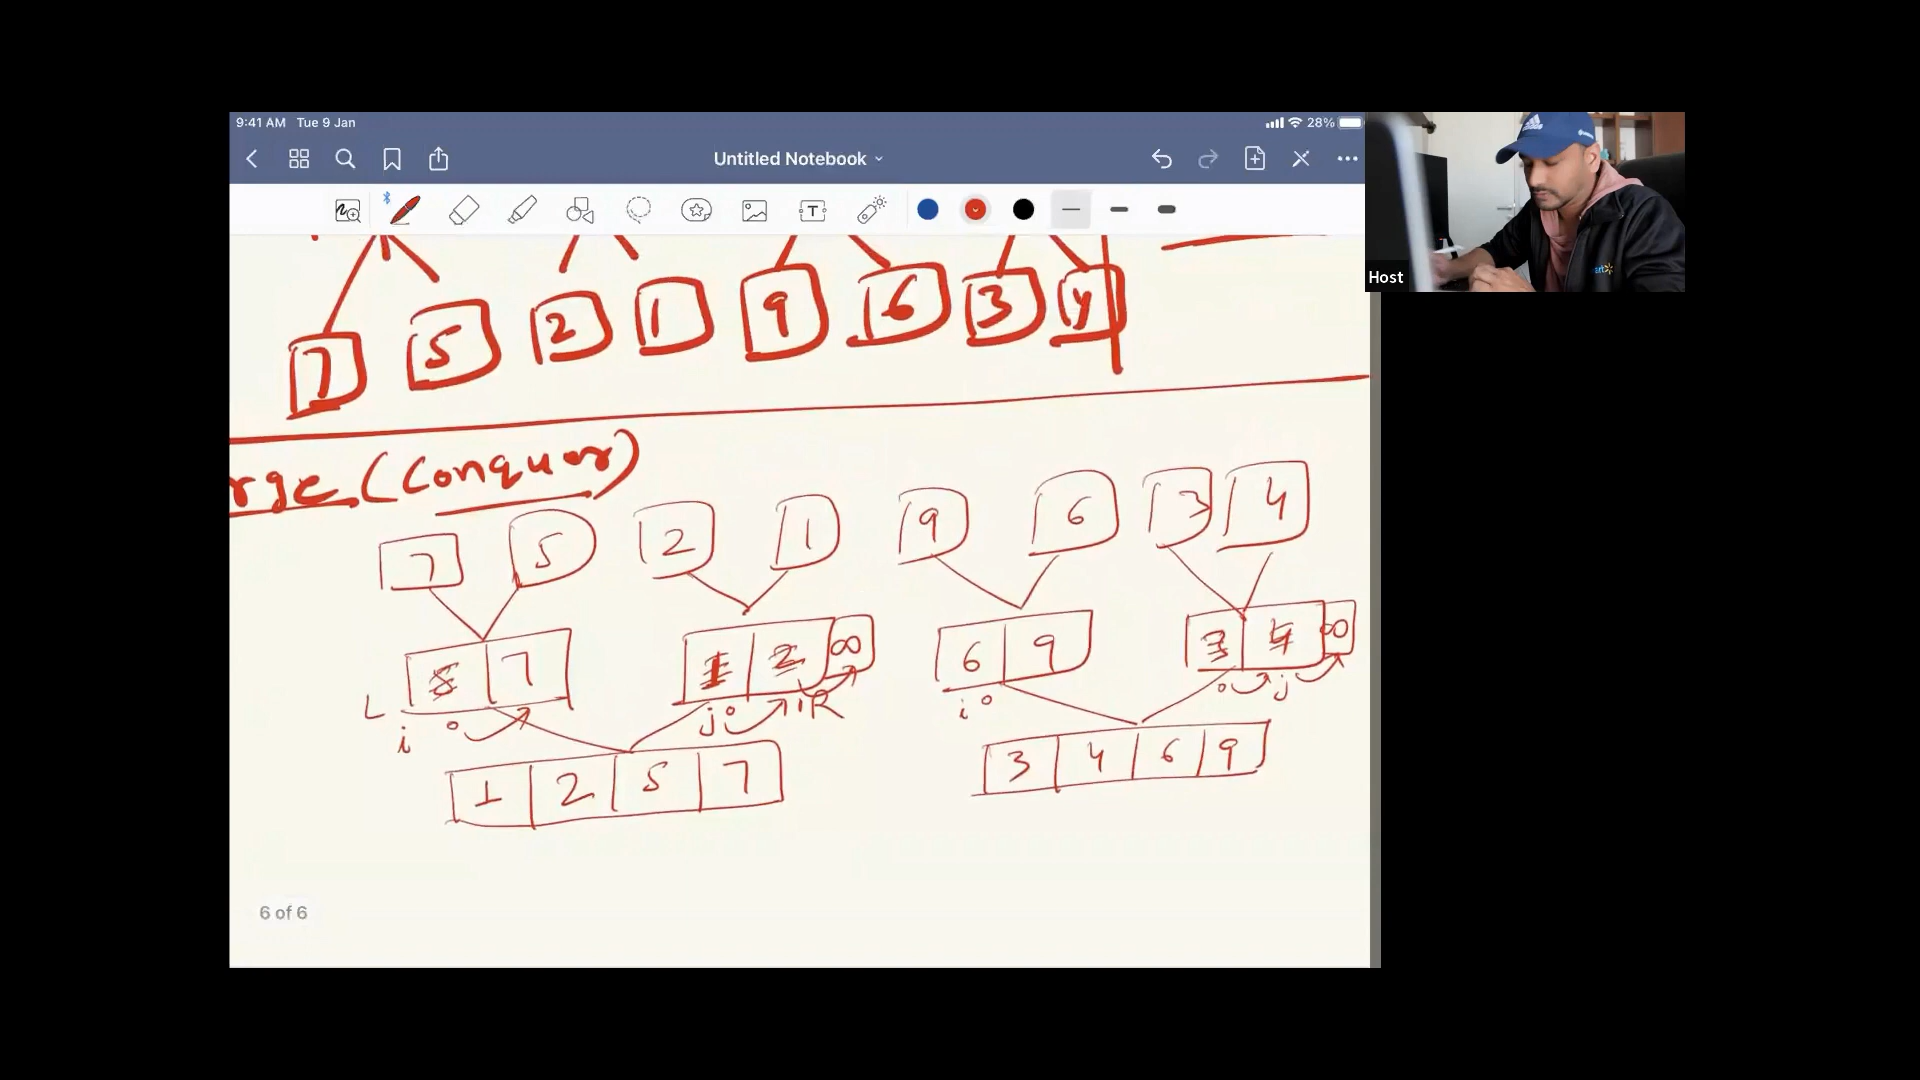 9:41 AM Tue 9 Jan
28%
Untitled Notebook
T
Host
7 5 2 1 9 6 3 4
rge (Conquer)
7 5 2 1 9 6 3 4
5 7 1 2 ∞ 6 9 3 4 ∞
L i j R i j
1 2 5 7 3 4 6 9
6 of 6